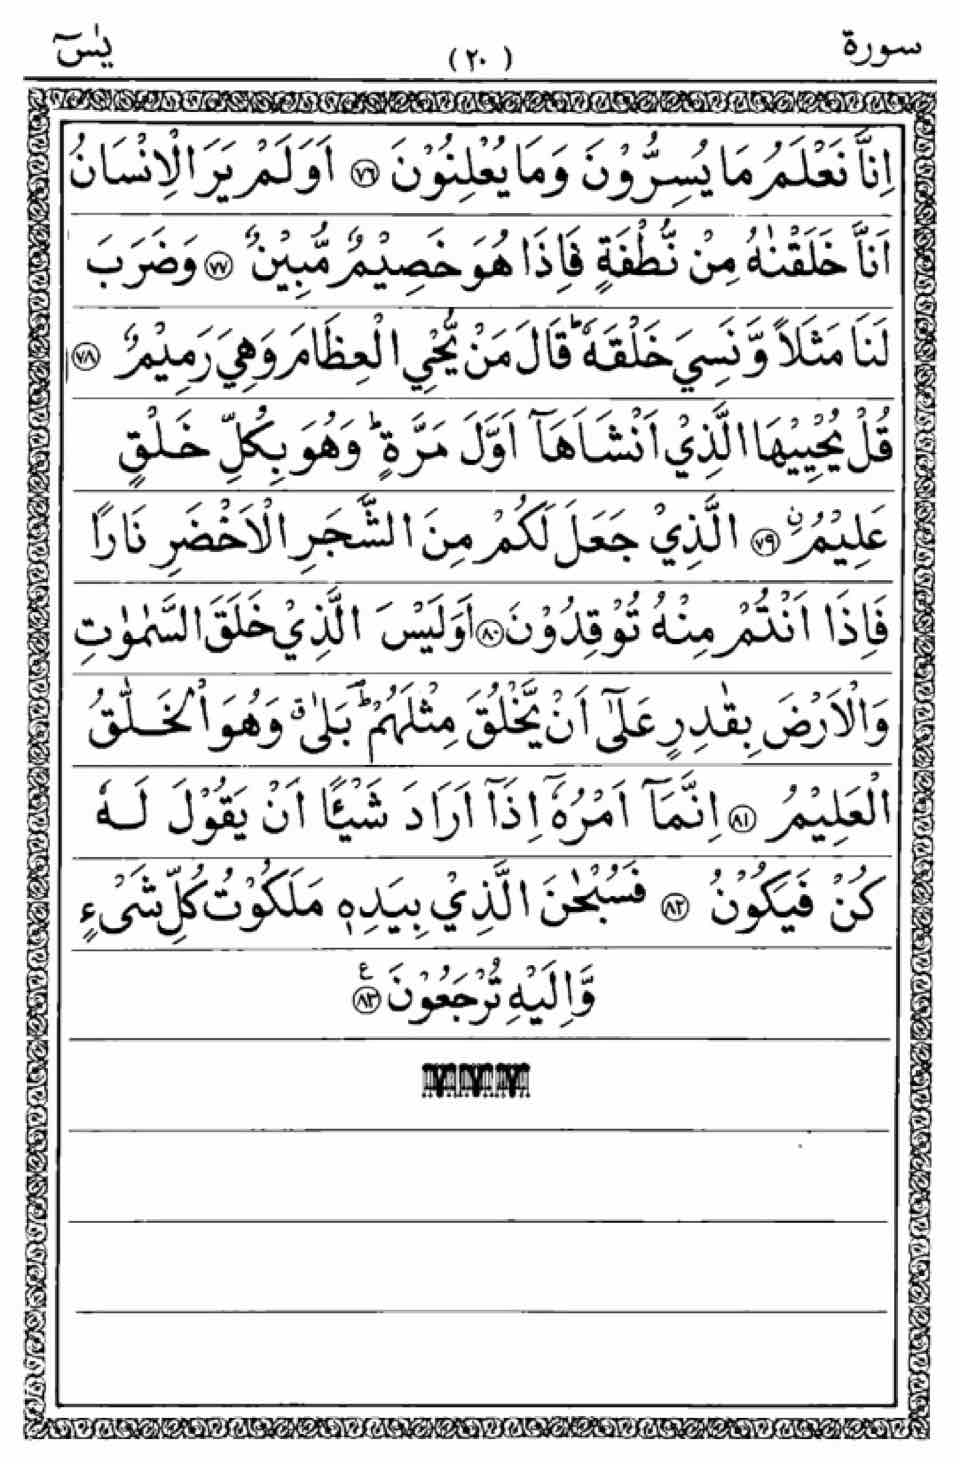 سورة
(٢٠)
يٰسٓ
اِنَّا نَعْلَمُ مَا يُسِرُّوْنَ وَمَا يُعْلِنُوْنَ ﴿٧٦﴾ اَوَلَمْ يَرَ الْاِنْسَانُ
اَنَّا خَلَقْنٰهُ مِنْ نُّطْفَةٍ فَاِذَا هُوَ خَصِيْمٌ مُّبِيْنٌ ﴿٧٧﴾ وَضَرَبَ
لَنَا مَثَلًا وَّنَسِيَ خَلْقَهٗ ؕ قَالَ مَنْ يُّحْيِ الْعِظَامَ وَهِيَ رَمِيْمٌ ﴿٧٨﴾
قُلْ يُحْيِيْهَا الَّذِيْ اَنْشَاَهَآ اَوَّلَ مَرَّةٍ ؕ وَهُوَ بِكُلِّ خَلْقٍ
عَلِيْمُ ۨ ﴿٧٩﴾ الَّذِيْ جَعَلَ لَكُمْ مِنَ الشَّجَرِ الْاَخْضَرِ نَارًا
فَاِذَا اَنْتُمْ مِنْهُ تُوْقِدُوْنَ ﴿٨٠﴾ اَوَلَيْسَ الَّذِيْ خَلَقَ السَّمٰوٰتِ
وَالْاَرْضَ بِقٰدِرٍ عَلٰٓى اَنْ يَّخْلُقَ مِثْلَهُمْ ؕ بَلٰى ۗ وَهُوَ الْخَلّٰقُ
الْعَلِيْمُ ﴿٨١﴾ اِنَّمَآ اَمْرُهٗٓ اِذَآ اَرَادَ شَيْـًٔا اَنْ يَقُوْلَ لَهٗ
كُنْ فَيَكُوْنُ ﴿٨٢﴾ فَسُبْحٰنَ الَّذِيْ بِيَدِهٖ مَلَكُوْتُ كُلِّ شَيْءٍ
وَّاِلَيْهِ تُرْجَعُوْنَ ﴿٨٣﴾ ع